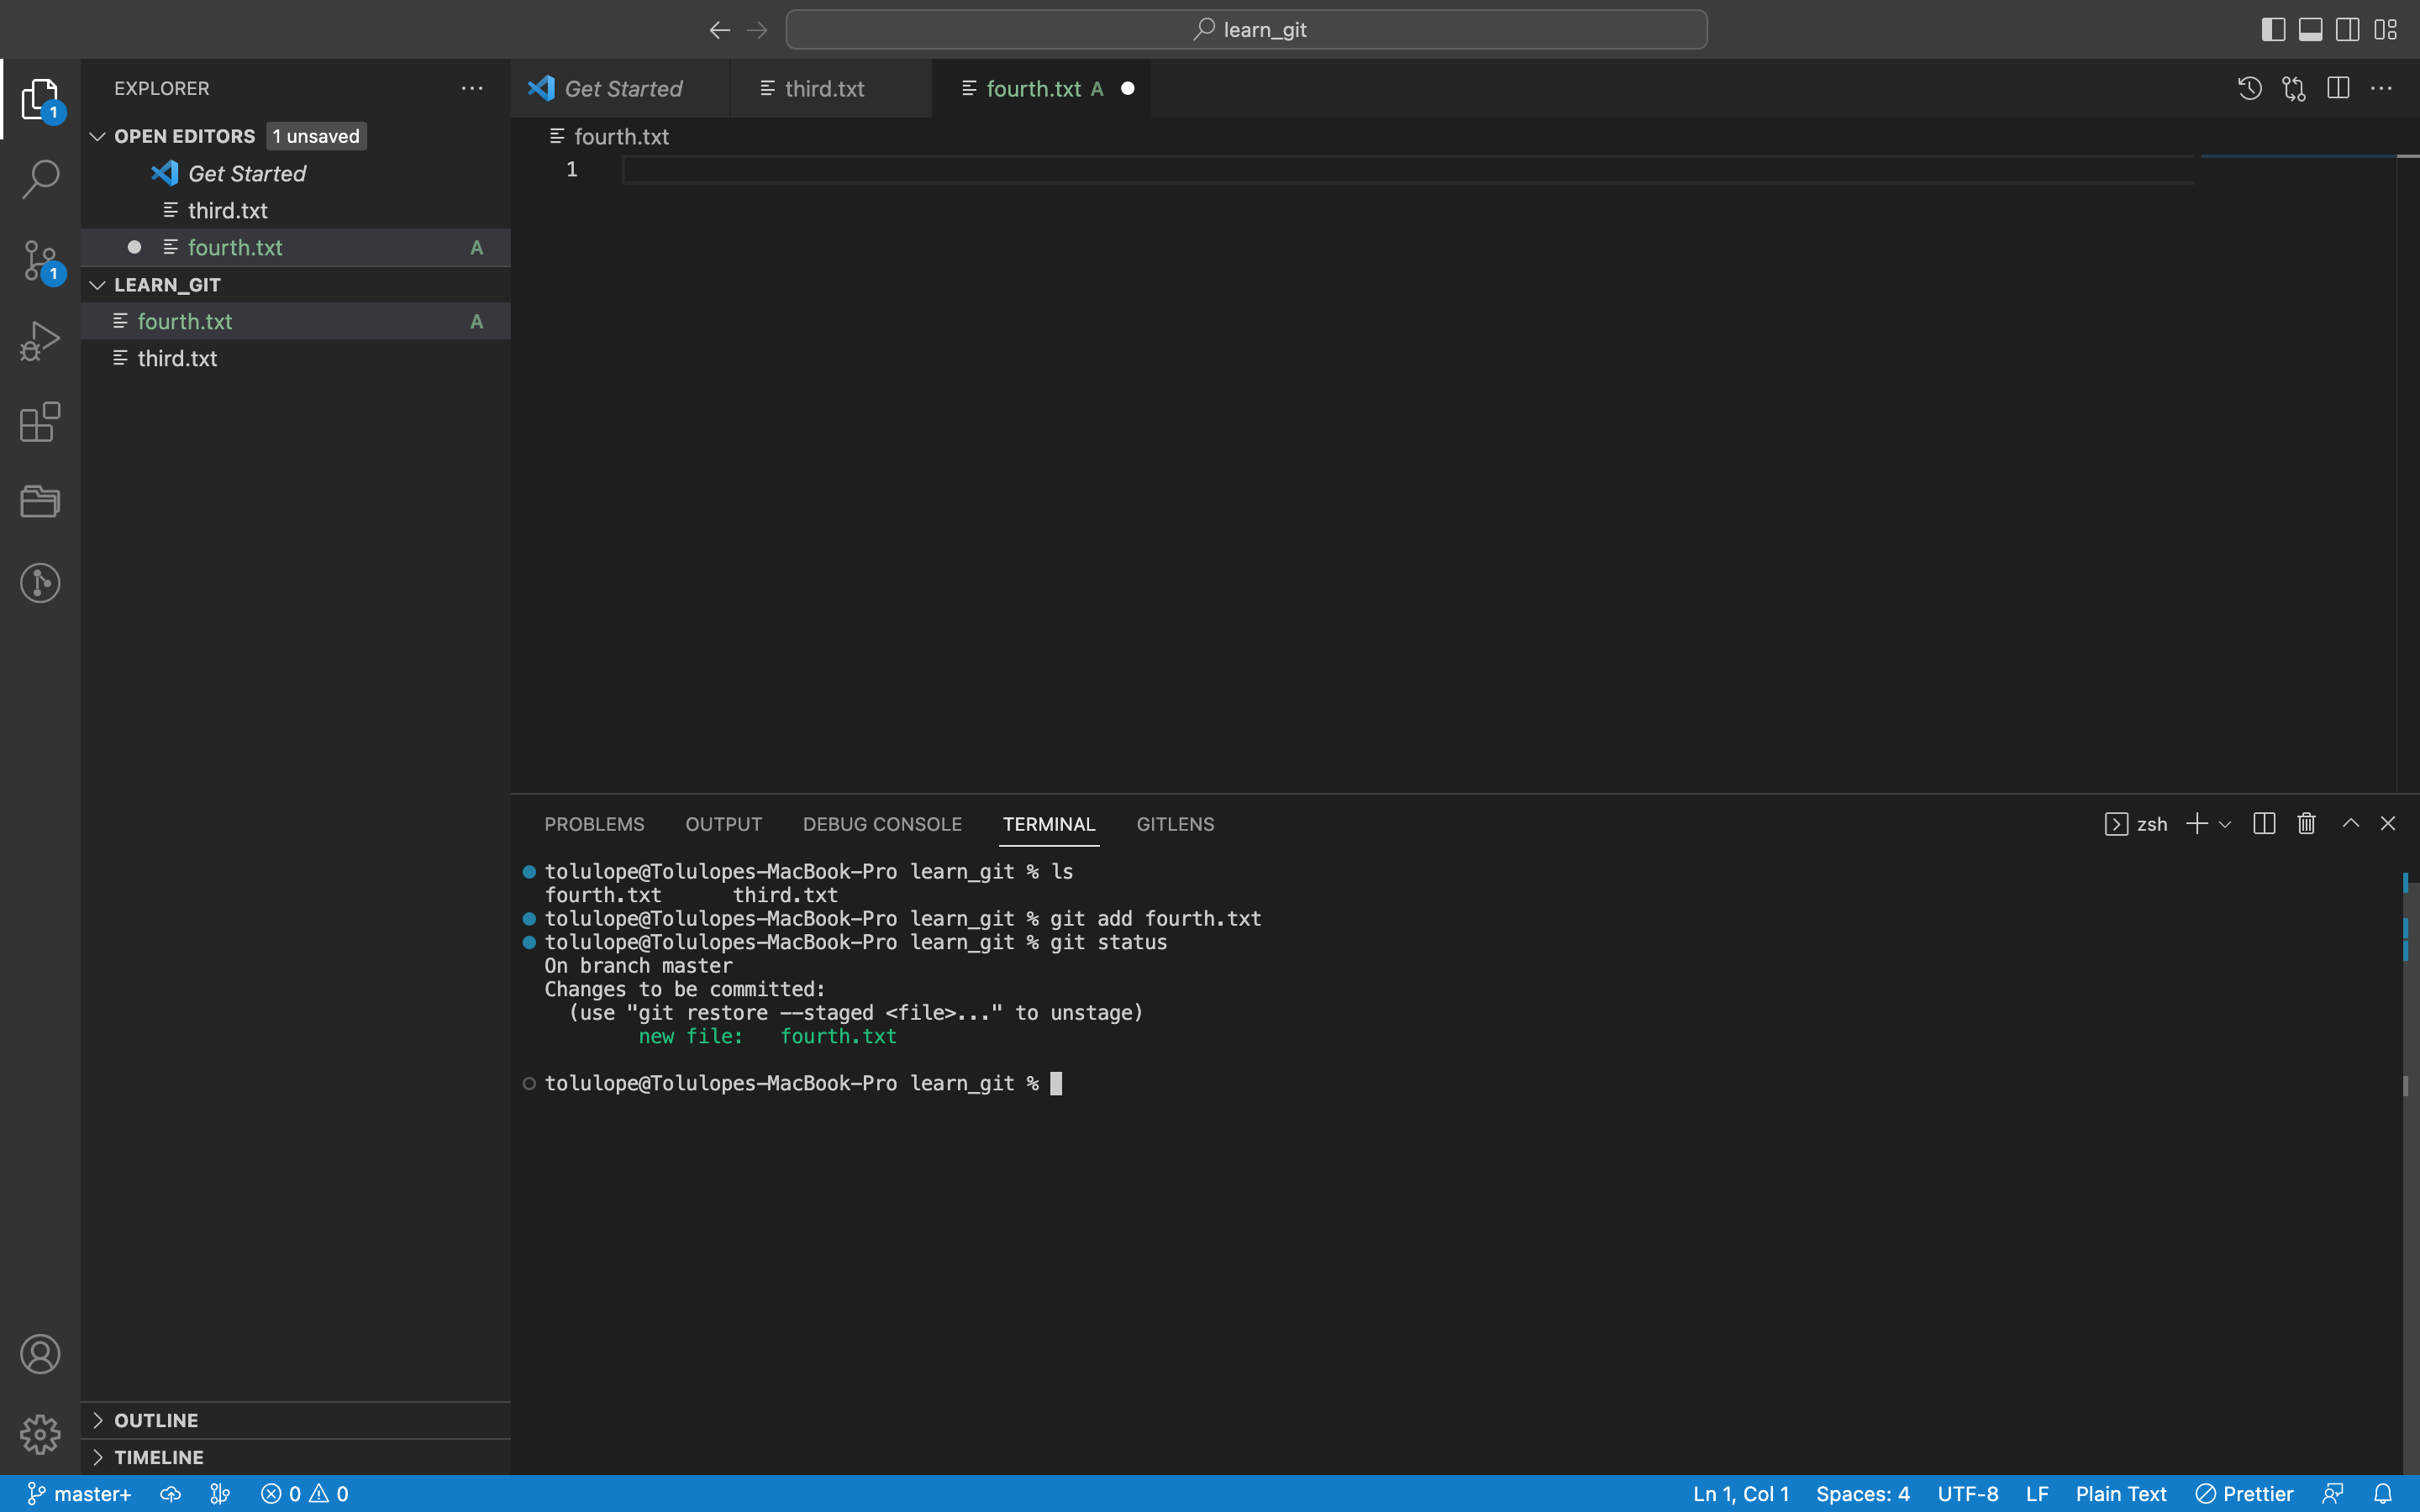 learn_git
EXPLORER
OPEN EDITORS 1 unsaved
Get Started
third.txt
fourth.txt A
LEARN_GIT
fourth.txt A
third.txt
OUTLINE
TIMELINE
1
1
Get Started third.txt fourth.txt A
fourth.txt
1
PROBLEMS OUTPUT DEBUG CONSOLE TERMINAL GITLENS zsh
tolulope@Tolulopes-MacBook-Pro learn_git % ls
fourth.txt third.txt
tolulope@Tolulopes-MacBook-Pro learn_git % git add fourth.txt
tolulope@Tolulopes-MacBook-Pro learn_git % git status
On branch master
Changes to be committed:
(use "git restore --staged <file>..." to unstage)
new file: fourth.txt
tolulope@Tolulopes-MacBook-Pro learn_git %
master+ 0 0 Ln 1, Col 1 Spaces: 4 UTF-8 LF Plain Text Prettier